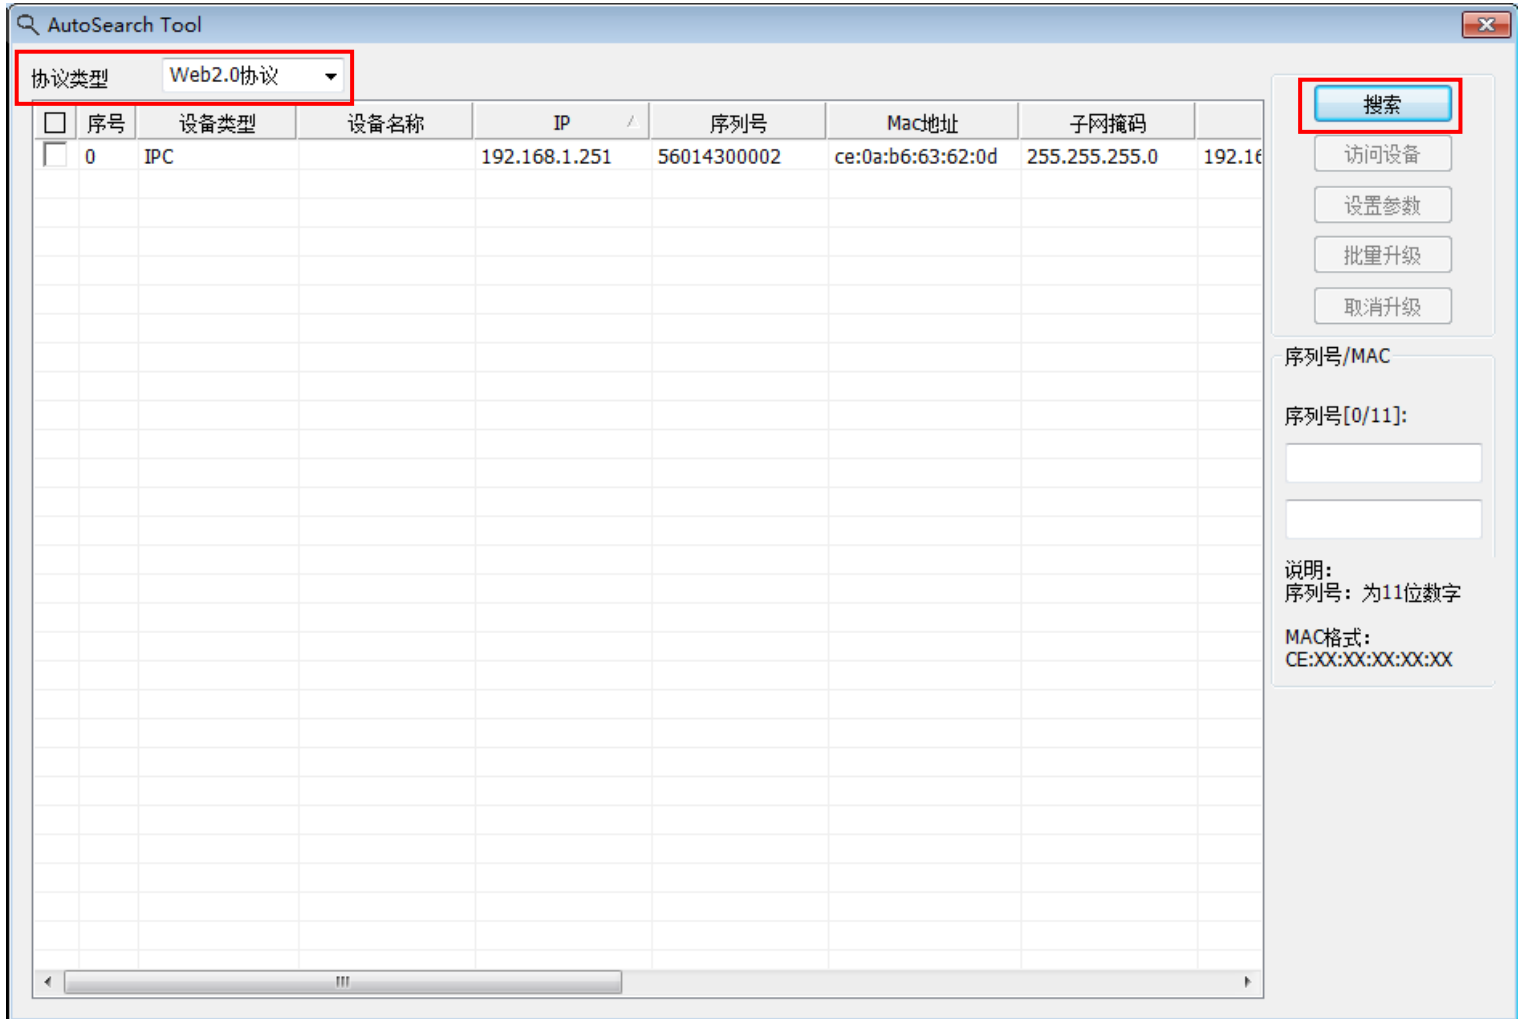 AutoSearch Tool
协议类型 Web2.0协议
序号 设备类型 设备名称 IP 序列号 Mac地址 子网掩码
0 IPC 192.168.1.251 56014300002 ce:0a:b6:63:62:0d 255.255.255.0 192.16
搜索
访问设备
设置参数
批量升级
取消升级
序列号/MAC
序列号[0/11]:
说明:
序列号: 为11位数字
MAC格式:
CE:XX:XX:XX:XX:XX